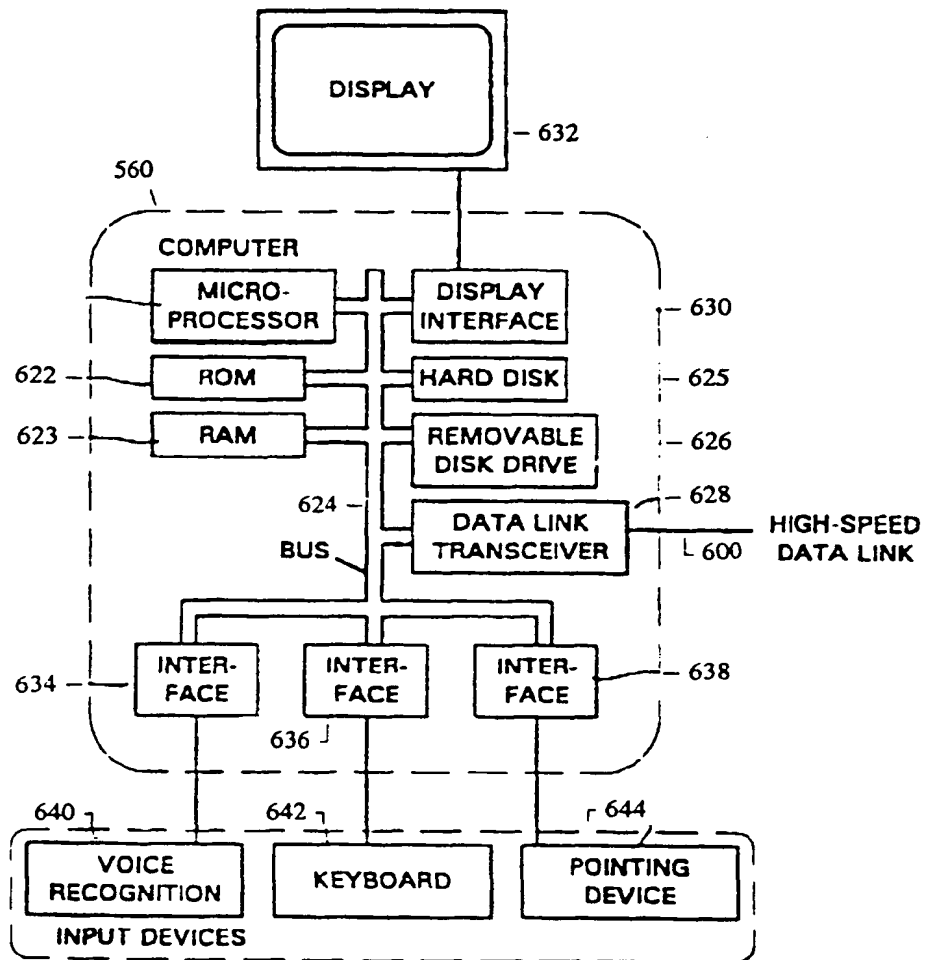 DISPLAY
632
560
COMPUTER
MICRO-
PROCESSOR
DISPLAY
INTERFACE
630
622
ROM
HARD DISK
625
623
RAM
REMOVABLE
DISK DRIVE
626
624
628
DATA LINK
TRANSCEIVER
600
HIGH-SPEED
DATA LINK
BUS
634
INTER-
FACE
INTER-
FACE
INTER-
FACE
638
636
640
642
644
VOICE
RECOGNITION
KEYBOARD
POINTING
DEVICE
INPUT DEVICES